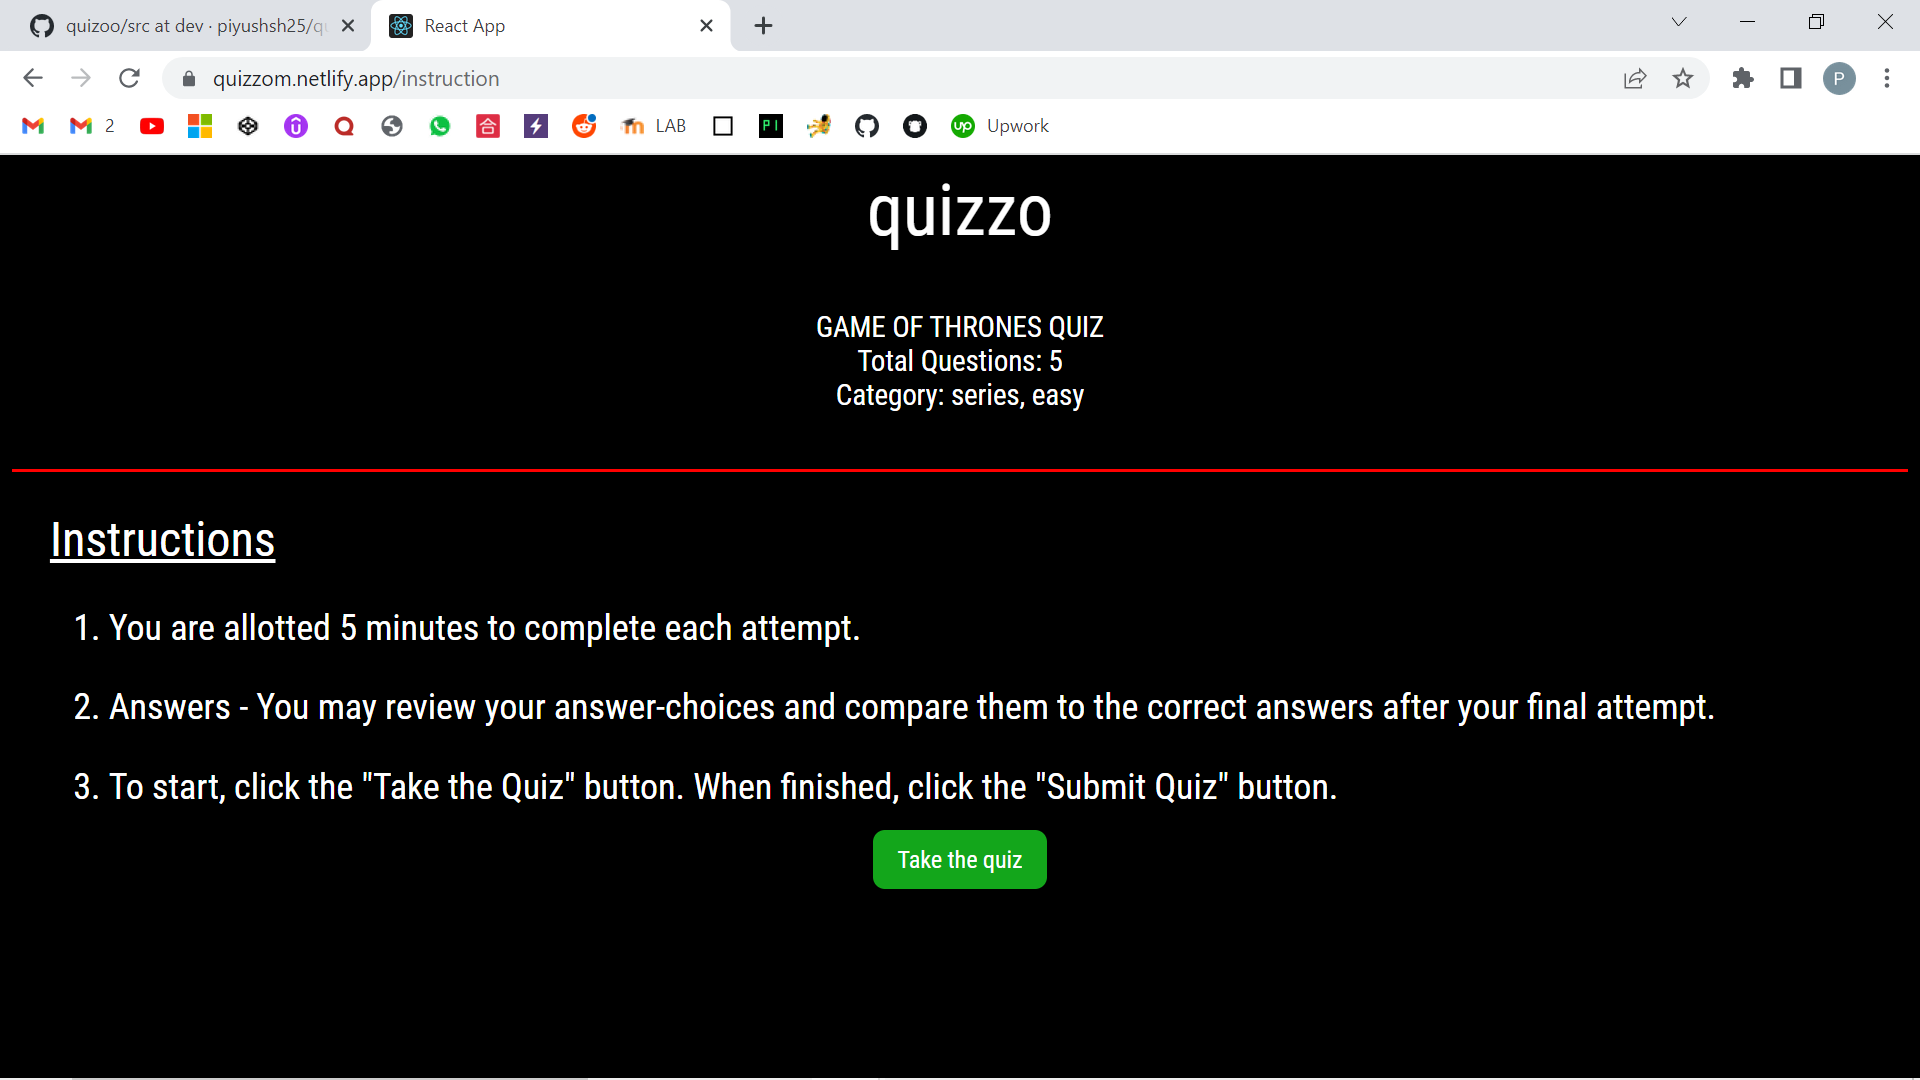 quizoo/src at dev · piyushsh25/qu
React App
quizzom.netlify.app/instruction
P
2
LAB
PI
up
Upwork
quizzo
GAME OF THRONES QUIZ
Total Questions: 5
Category: series, easy
Instructions
1. You are allotted 5 minutes to complete each attempt.
2. Answers - You may review your answer-choices and compare them to the correct answers after your final attempt.
3. To start, click the "Take the Quiz" button. When finished, click the "Submit Quiz" button.
Take the quiz